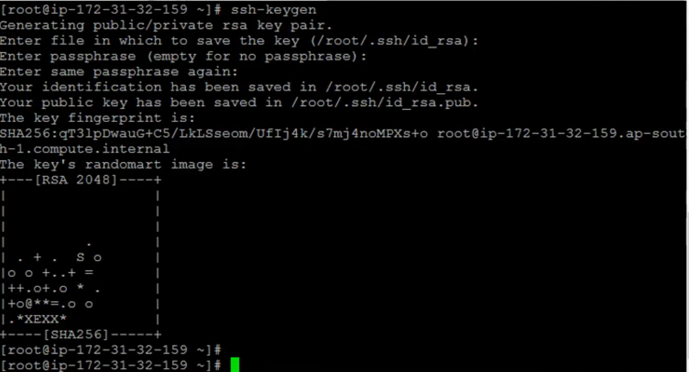 [root@ip-172-31-32-159 ~]# ssh-keygen
Generating public/private rsa key pair.
Enter file in which to save the key (/root/.ssh/id_rsa):
Enter passphrase (empty for no passphrase):
Enter same passphrase again:
Your identification has been saved in /root/.ssh/id_rsa.
Your public key has been saved in /root/.ssh/id_rsa.pub.
The key fingerprint is:
SHA256:qT3lpDwauG+C5/LkLSseom/UfIj4k/s7mj4noMPXs+o root@ip-172-31-32-159.ap-sout
h-1.compute.internal
The key's randomart image is:
+---[RSA 2048]----+
|                 |
|                 |
|                 |
|         .       |
| . + .  S o      |
|o o +..+ =       |
|++.o+.o * .      |
|+o@**=.o o       |
|.*XEXX*          |
+----[SHA256]-----+
[root@ip-172-31-32-159 ~]#
[root@ip-172-31-32-159 ~]#